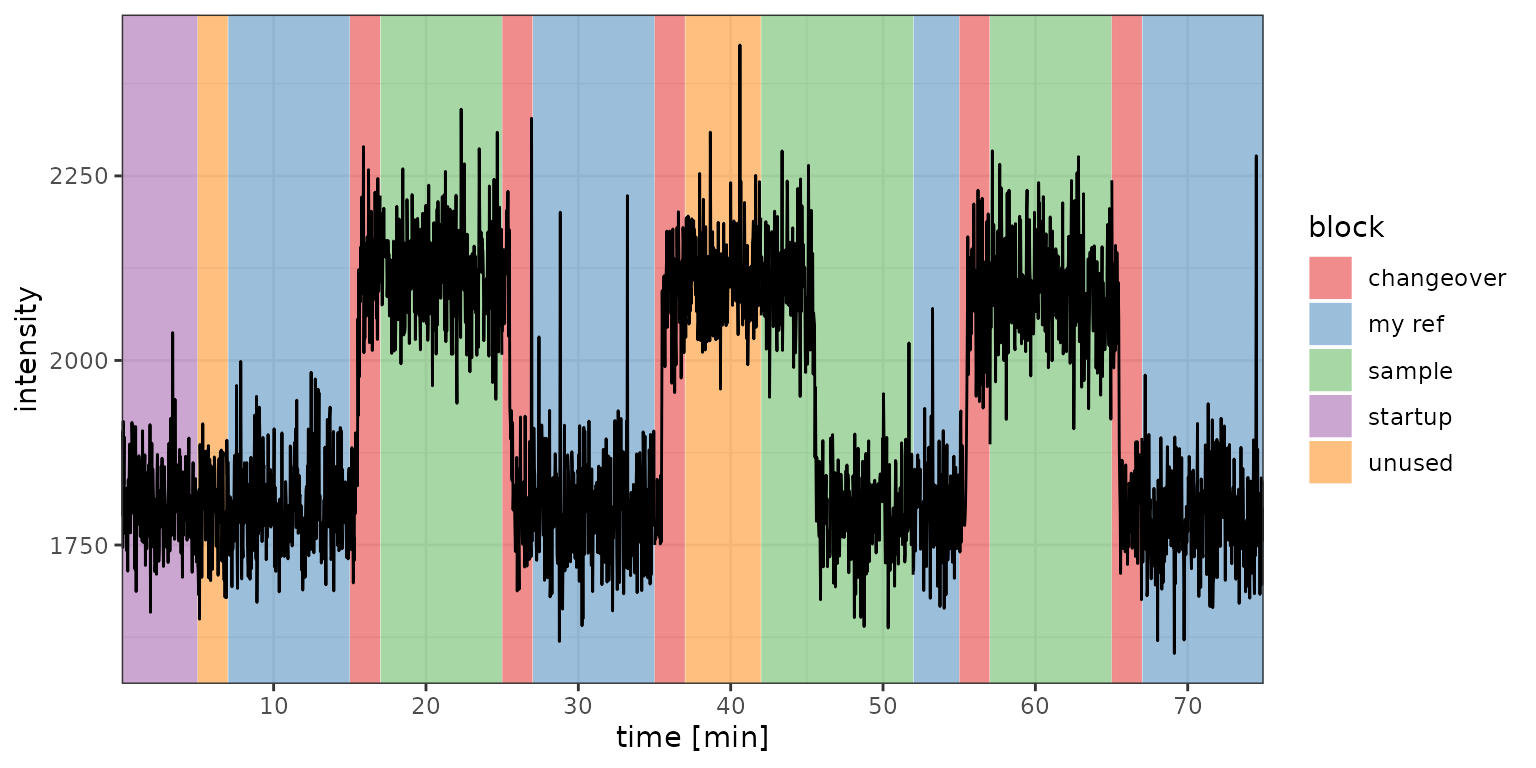 2250
2000
1750
intensity
10 20 30 40 50 60 70
time [min]
block
changeover
my ref
sample
startup
unused